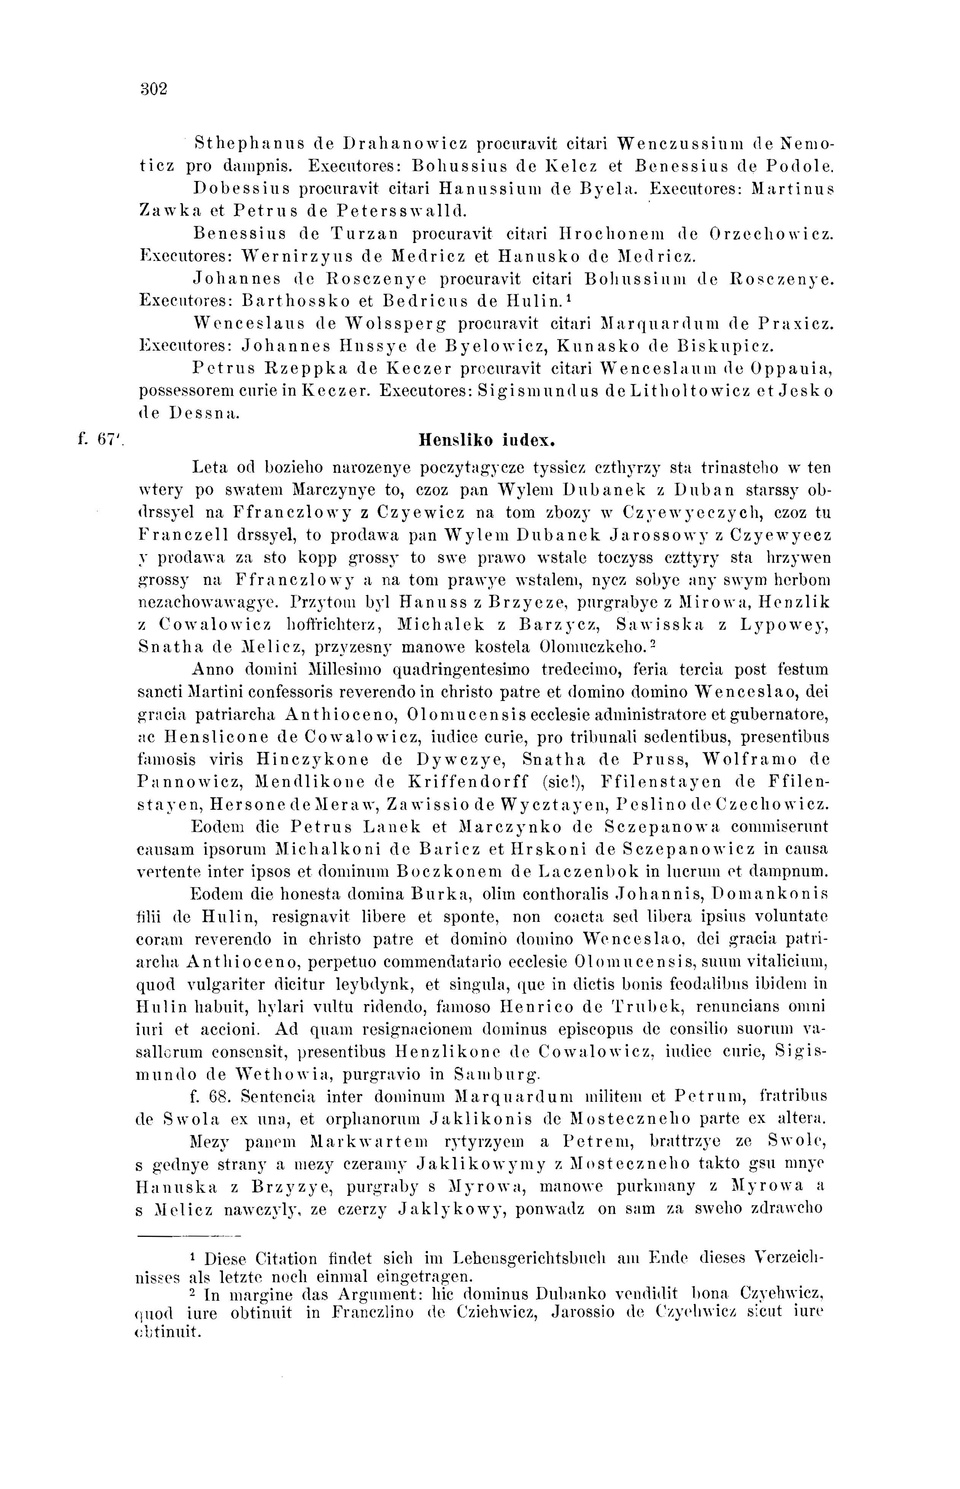 302
Sthephanus de Drahanowicz procuravit citari Wenczussium de Nemo-
ticz pro dampnis. Executores: Bohussius de Kelcz et Benessius de Podole.
Dobessius procuravit citari Hanussium de Byela. Executores: Martinus
Zawka et Petrus de Petersswalld.
Benessius de Turzan procuravit citari Hrochonem de Orzechowicz.
Executores: Wernirzyus de Medricz et Hanusko de Medricz.
Johannes de Rosczenye procuravit citari Bohussium de Rosczenye.
Executores: Barthossko et Bedricus de Hulin.¹
Wenceslaus de Wolssperg procuravit citari Marquardum de Praxicz.
Executores: Johannes Hussye de Byelowicz, Kunasko de Biskupicz.
Petrus Rzeppka de Keczer procuravit citari Wenceslaum de Oppauia,
possessorem curie in Keczer. Executores: Sigismundus de Litholtowicz et Jesko
de Dessna.
f. 67'. Hensliko iudex.
Leta od bozieho narozenye poczytagycze tyssicz czthyrzy sta trinasteho w ten
wtery po swatem Marczynye to, czoz pan Wylem Dubanek z Duban starssy ob-
drssyel na Ffranczlowy z Czyewicz na tom zbozy w Czyewyeczych, czoz tu
Franczell drssyel, to prodawa pan Wylem Dubanek Jarossowy z Czyewyecz
y prodawa za sto kopp grossy to swe prawo wstale toczyss czttyry sta hrzywen
grossy na Ffranczlowy a na tom prawye wstalem, nycz sobye any swym herbom
nezachowawagye. Przytom byl Hanuss z Brzycze, purgrabye z Mirowa, Henzlik
z Cowalowicz hoffrichterz, Michalek z Barzycz, Sawisska z Lypowey,
Snatha de Melicz, przyzesny manowe kostela Olomuczkeho.²
Anno domini Millesimo quadringentesimo tredecimo, feria tercia post festum
sancti Martini confessoris reverendo in christo patre et domino domino Wenceslao, dei
gracia patriarcha Anthioceno, Olomucensis ecclesie administratore et gubernatore,
ac Henslicone de Cowalowicz, iudice curie, pro tribunali sedentibus, presentibus
famosis viris Hinczykone de Dywczye, Snatha de Pruss, Wolframo de
Pannowicz, Mendlikone de Kriffendorff (sic!), Ffilenstayen de Ffilen-
stayen, Hersone de Meraw, Zawissio de Wycztayen, Peslino de Czechowicz.
Eodem die Petrus Lanek et Marczynko de Sczepanowa commiserunt
causam ipsorum Michalkoni de Baricz et Hrskoni de Sczepanowicz in causa
vertente inter ipsos et dominum Boczkonem de Laczenbok in lucrum et dampnum.
Eodem die honesta domina Burka, olim conthoralis Johannis, Domankonis
filii de Hulin, resignavit libere et sponte, non coacta sed libera ipsius voluntate
coram reverendo in christo patre et domino domino Wenceslao, dei gracia patri-
archa Anthioceno, perpetuo commendatario ecclesie Olomucensis, suum vitalicium,
quod vulgariter dicitur leybdynk, et singula, que in dictis bonis feodalibus ibidem in
Hulin habuit, hylari vultu ridendo, famoso Henrico de Trubek, renuncians omni
iuri et accioni. Ad quam resignacionem dominus episcopus de consilio suorum va-
sallorum consensit, presentibus Henzlikone de Cowalowicz, iudice curie, Sigis-
mundo de Wethowia, purgravio in Samburg.
f. 68. Sentencia inter dominum Marquardum militem et Petrum, fratribus
de Swola ex una, et orphanorum Jaklikonis de Mosteczneho parte ex altera.
Mezy panem Markwartem rytyrzyem a Petrem, brattrzye ze Swole,
s gednye strany a mezy czeramy Jaklikowymy z Mosteczneho takto gsu mnye
Hanuska z Brzyzye, purgraby s Myrowa, manowe purkmany z Myrowa a
s Melicz nawczyly, ze czerzy Jaklykowy, ponwadz on sam za sweho zdraweho
¹ Diese Citation findet sich im Lehensgerichtsbuch am Ende dieses Verzeich-
nisses als letzte noch einmal eingetragen.
² In margine das Argument: hic dominus Dubanko vendidit bona Czyehwicz,
quod iure obtinuit in Franczlino de Cziehwicz, Jarossio de Czyehwicz sicut iure
obtinuit.